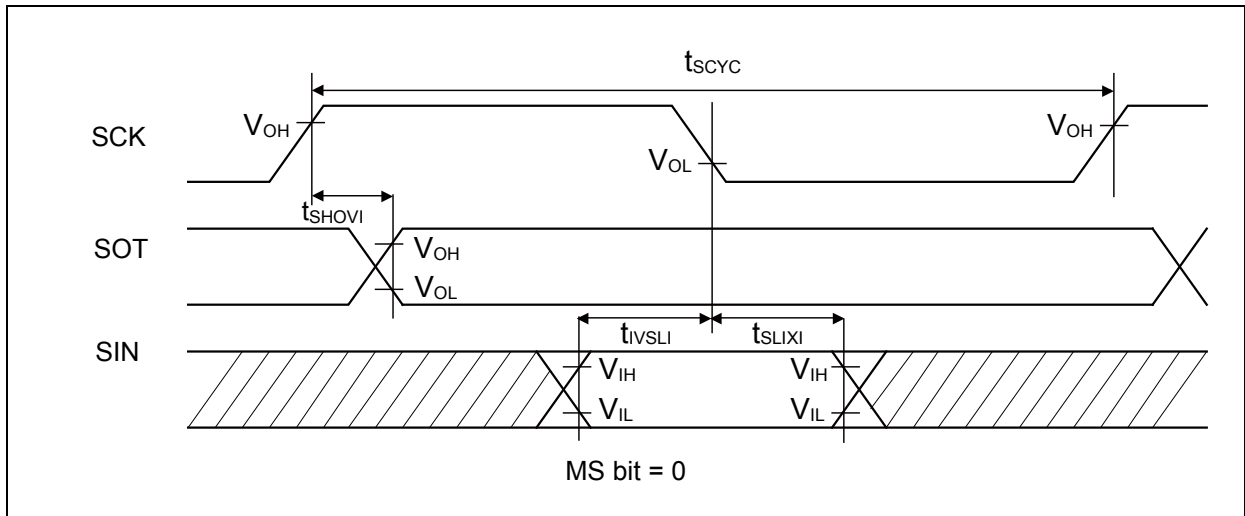 tSCYC
SCK
VOH
VOL
VOH
tSHOVI
SOT
VOH
VOL
SIN
tIVSLI
tSLIXI
VIH
VIH
VIL
VIL
MS bit = 0